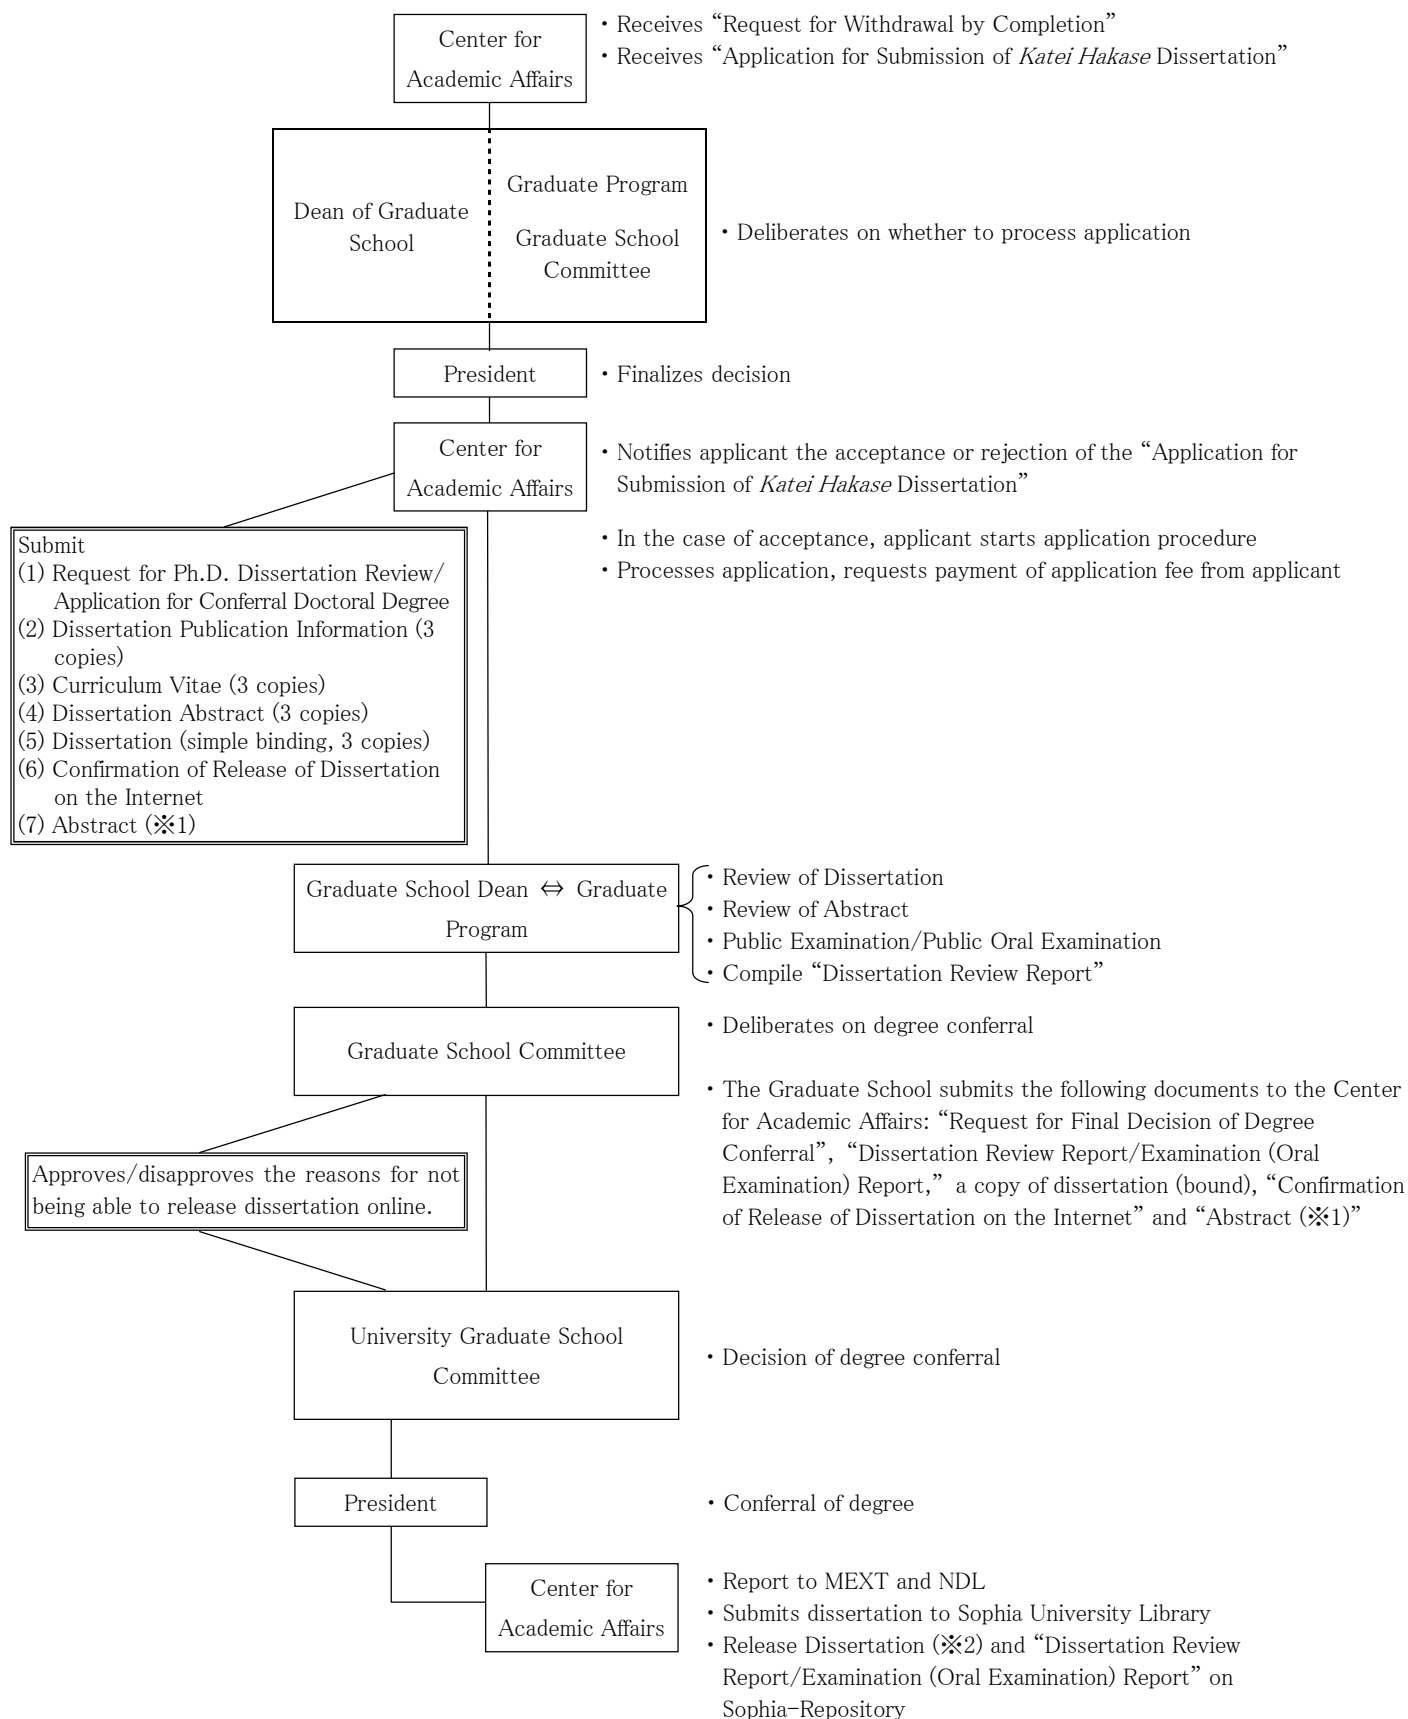 Center for
Academic Affairs
・Receives “Request for Withdrawal by Completion”
・Receives “Application for Submission of Katei Hakase Dissertation”
Dean of Graduate
School
Graduate Program
Graduate School
Committee
・Deliberates on whether to process application
President
・Finalizes decision
Center for
Academic Affairs
・Notifies applicant the acceptance or rejection of the “Application for
Submission of Katei Hakase Dissertation”
・In the case of acceptance, applicant starts application procedure
・Processes application, requests payment of application fee from applicant
Submit
(1) Request for Ph.D. Dissertation Review/
Application for Conferral Doctoral Degree
(2) Dissertation Publication Information (3
copies)
(3) Curriculum Vitae (3 copies)
(4) Dissertation Abstract (3 copies)
(5) Dissertation (simple binding, 3 copies)
(6) Confirmation of Release of Dissertation
on the Internet
(7) Abstract (※1)
Graduate School Dean ⇔ Graduate
Program
・Review of Dissertation
・Review of Abstract
・Public Examination/Public Oral Examination
・Compile “Dissertation Review Report”
Graduate School Committee
・Deliberates on degree conferral
・The Graduate School submits the following documents to the Center
for Academic Affairs: “Request for Final Decision of Degree
Conferral”, “Dissertation Review Report/Examination (Oral
Examination) Report,” a copy of dissertation (bound), “Confirmation
of Release of Dissertation on the Internet” and “Abstract (※1)”
Approves/disapproves the reasons for not
being able to release dissertation online.
University Graduate School
Committee
・Decision of degree conferral
President
・Conferral of degree
Center for
Academic Affairs
・Report to MEXT and NDL
・Submits dissertation to Sophia University Library
・Release Dissertation (※2) and “Dissertation Review
Report/Examination (Oral Examination) Report” on
Sophia-Repository